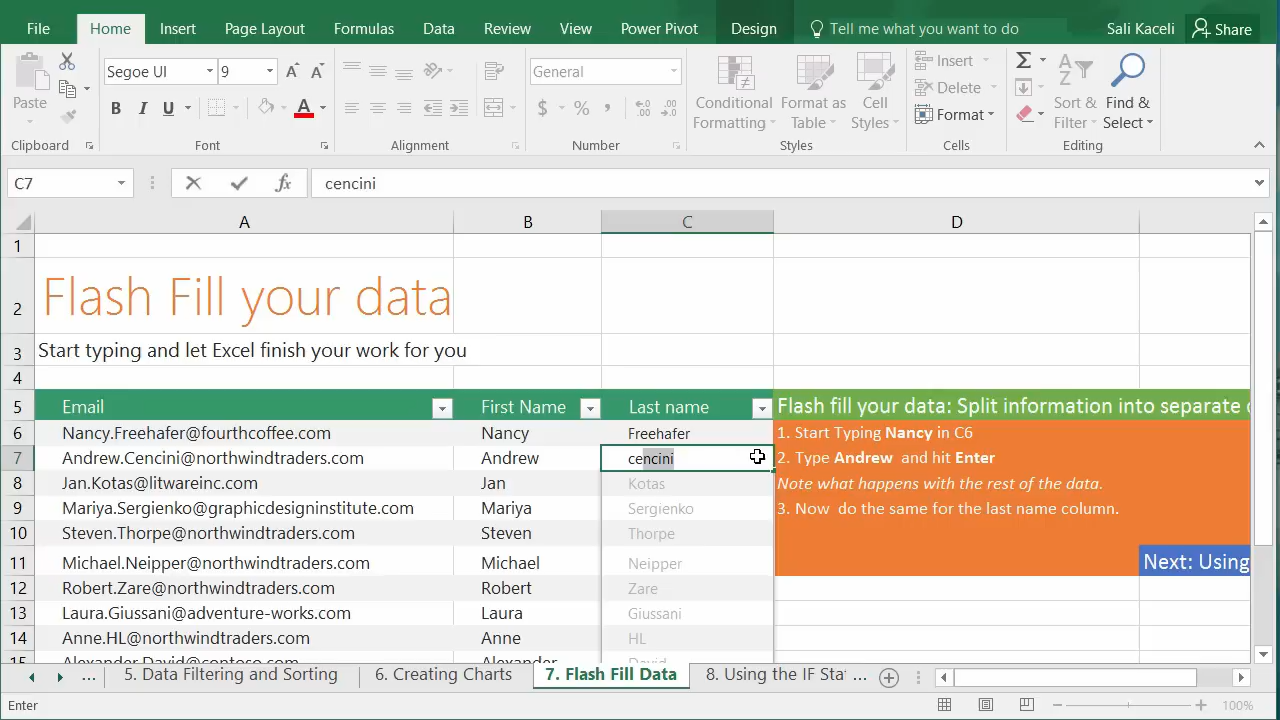 File Home Insert Page Layout Formulas Data Review View Power Pivot Design Tell me what you want to do Sali Kaceli Share
Segoe UI 9 General Insert Σ
Paste B I U A $ % , Conditional Formatting Format as Table Cell Styles Delete Format Sort & Filter Find & Select
Clipboard Font Alignment Number Styles Cells Editing
C7 fx cencini
A B C D
1
2 Flash Fill your data
3 Start typing and let Excel finish your work for you
4
5 Email First Name Last name Flash fill your data: Split information into separate c
6 Nancy.Freehafer@fourthcoffee.com Nancy Freehafer 1. Start Typing Nancy in C6
7 Andrew.Cencini@northwindtraders.com Andrew cencini 2. Type Andrew and hit Enter
8 Jan.Kotas@litwareinc.com Jan Kotas Note what happens with the rest of the data.
9 Mariya.Sergienko@graphicdesigninstitute.com Mariya Sergienko 3. Now do the same for the last name column.
10 Steven.Thorpe@northwindtraders.com Steven Thorpe
11 Michael.Neipper@northwindtraders.com Michael Neipper Next: Using
12 Robert.Zare@northwindtraders.com Robert Zare
13 Laura.Giussani@adventure-works.com Laura Giussani
14 Anne.HL@northwindtraders.com Anne HL
15 Alexander.David@contoso.com Alexander David
... 5. Data Filtering and Sorting 6. Creating Charts 7. Flash Fill Data 8. Using the IF Sta ...
Enter 100%